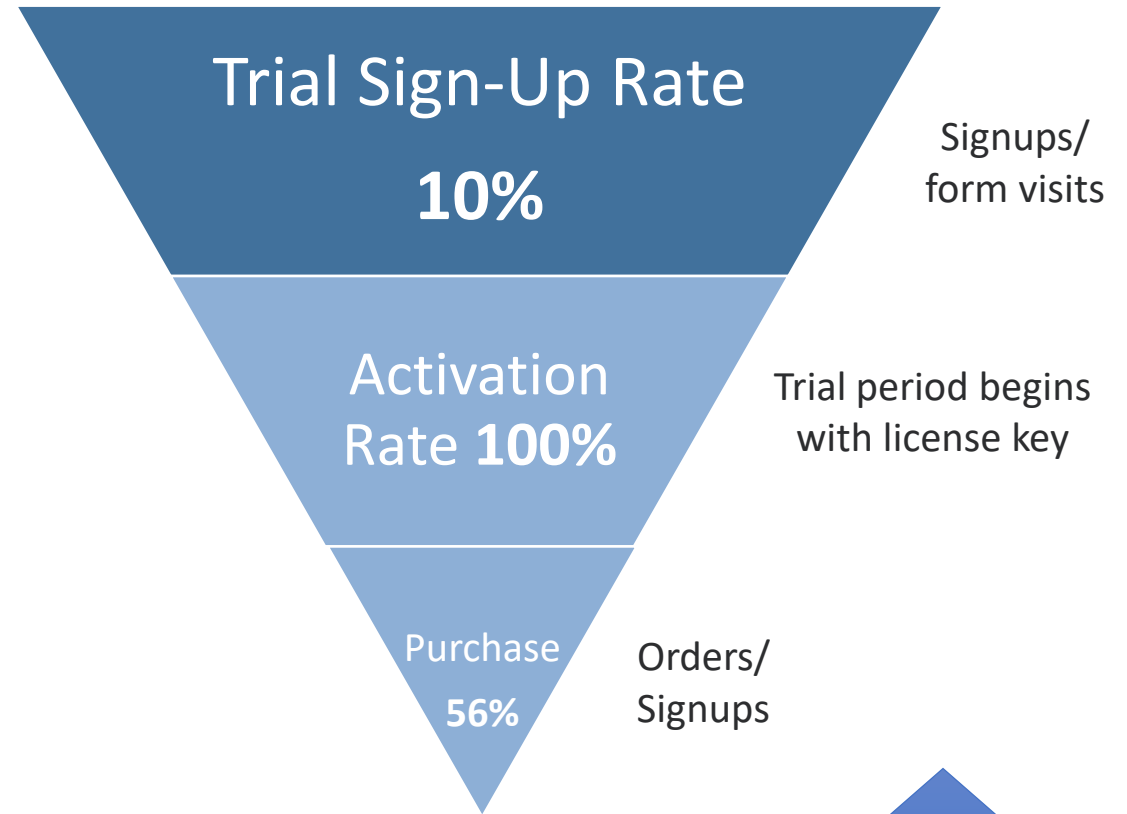 Trial Sign-Up Rate
10%
Signups/
form visits
Activation
Rate 100%
Trial period begins
with license key
Purchase
56%
Orders/
Signups